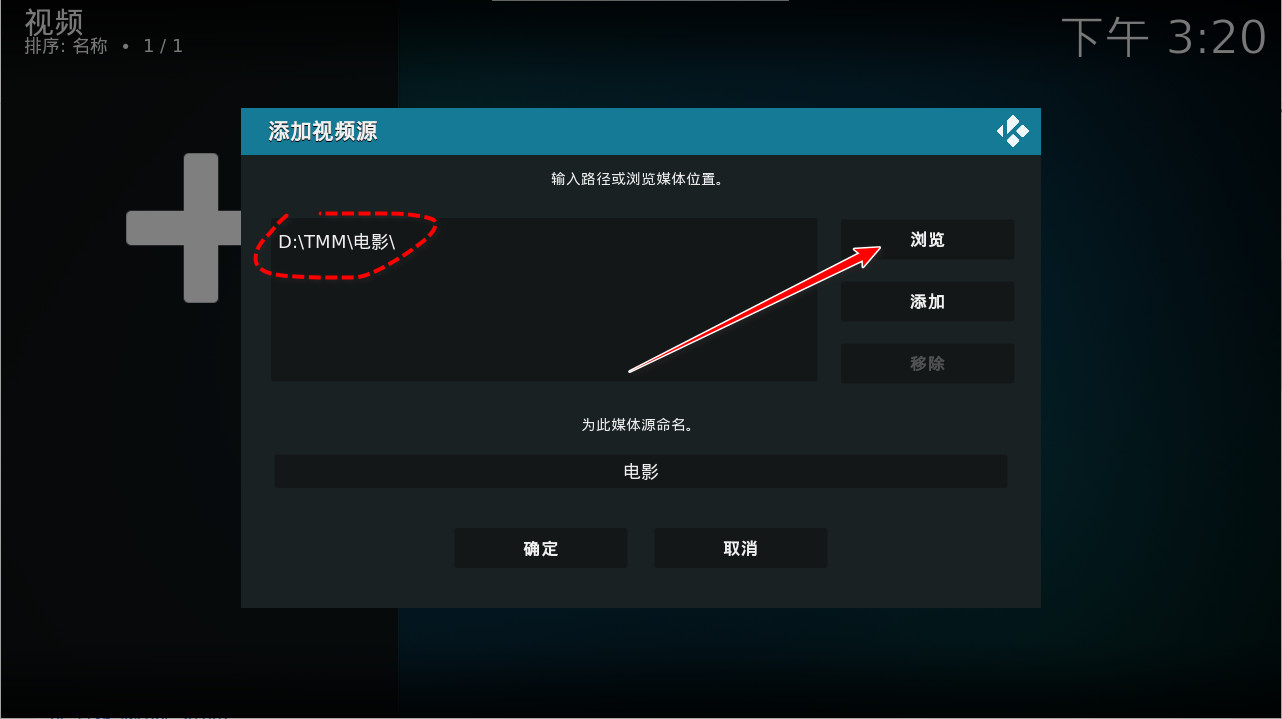 视频
排序: 名称 • 1 / 1
下午 3:20
添加视频源
输入路径或浏览媒体位置。
D:\TMM\电影\
浏览
添加
移除
为此媒体源命名。
电影
确定
取消